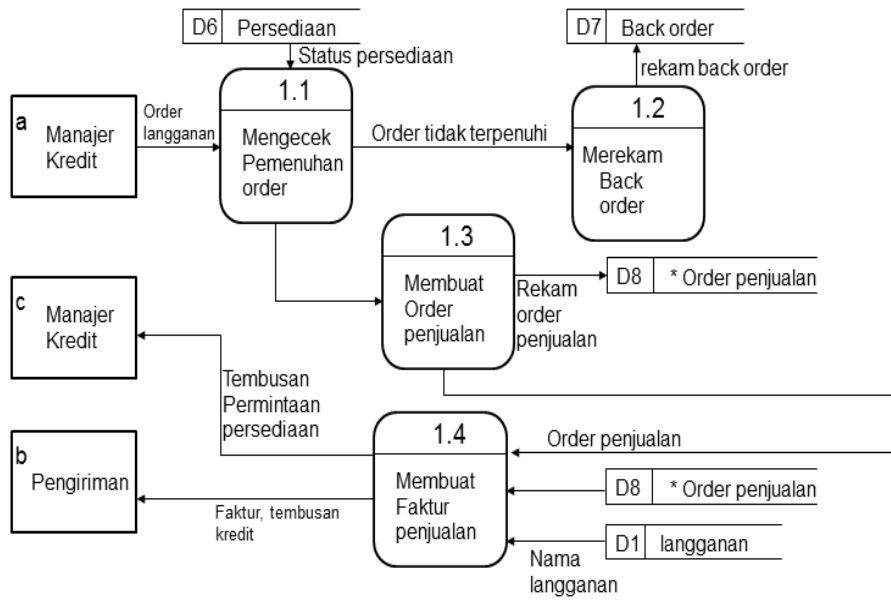 D6 Persediaan
D7 Back order
Status persediaan
rekam back order
a
Manajer
Kredit
Order
langganan
1.1
Mengecek
Pemenuhan
order
Order tidak terpenuhi
1.2
Merekam
Back
order
1.3
Membuat
Order
penjualan
Rekam
order
penjualan
D8 * Order penjualan
c
Manajer
Kredit
Tembusan
Permintaan
persediaan
b
Pengiriman
Faktur, tembusan
kredit
1.4
Membuat
Faktur
penjualan
Order penjualan
D8 * Order penjualan
D1 langganan
Nama
langganan